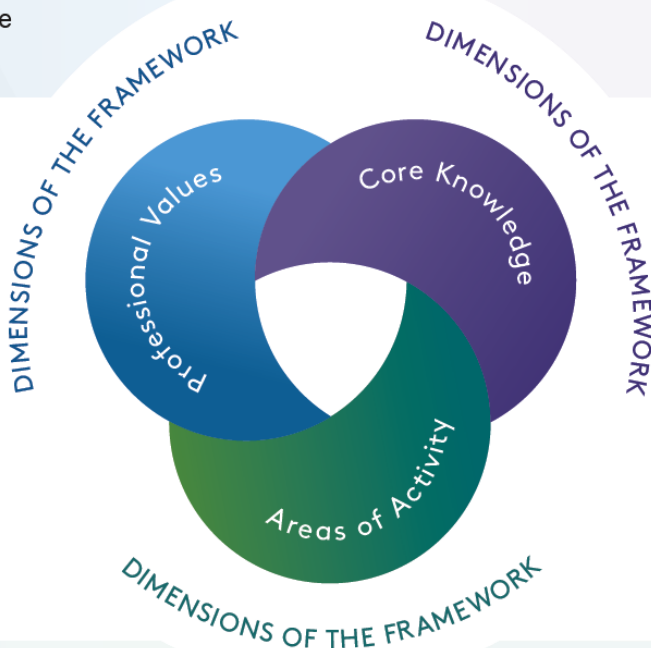 e
DIMENSIONS OF THE FRAMEWORK
DIMENSIONS OF THE FRAMEWORK
Professional Values
Core Knowledge
Areas of Activity
DIMENSIONS OF THE FRAMEWORK